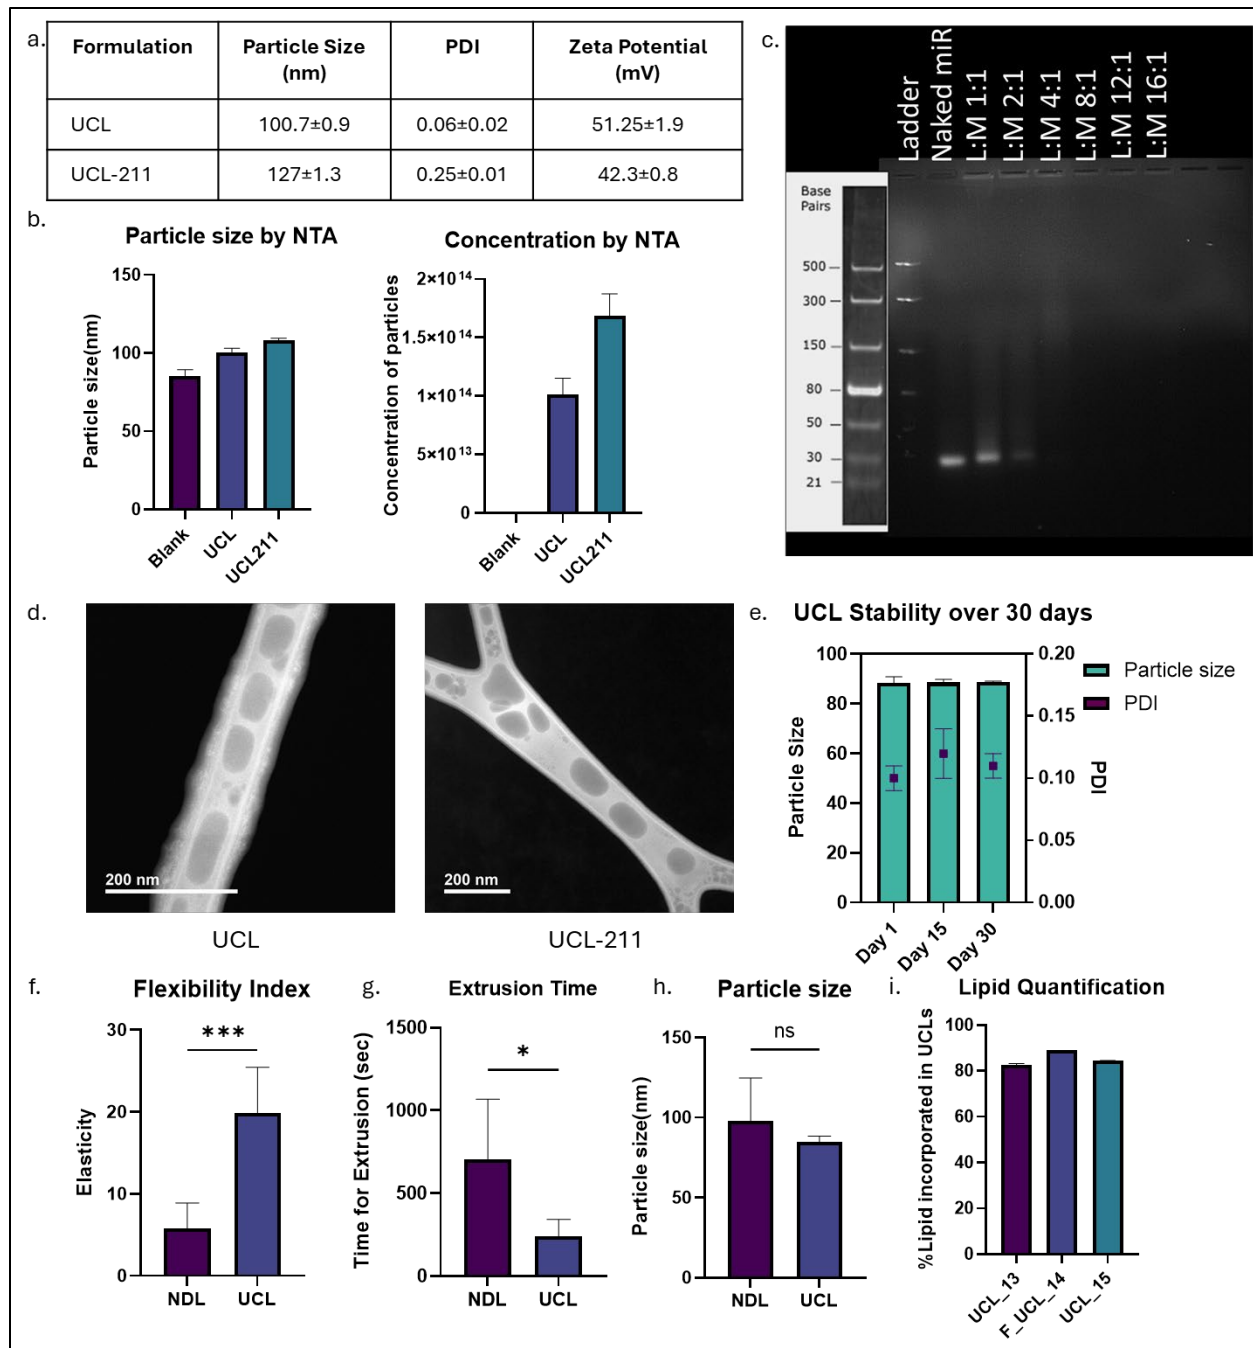 a.
Formulation
Particle Size
(nm)
PDI
Zeta Potential
(mV)
UCL
100.7±0.9
0.06±0.02
51.25±1.9
UCL-211
127±1.3
0.25±0.01
42.3±0.8
b.
Particle size by NTA
Particle size(nm)
150
100
50
0
Blank
UCL
UCL211
Concentration by NTA
Concentration of particles
2×10¹⁴
1.5×10¹⁴
1×10¹⁴
5×10¹³
0
Blank
UCL
UCL211
c.
Ladder
Naked miR
L:M 1:1
L:M 2:1
L:M 4:1
L:M 8:1
L:M 12:1
L:M 16:1
Base
Pairs
500
300
150
80
50
30
21
d.
200 nm
UCL
200 nm
UCL-211
e.
UCL Stability over 30 days
Particle Size
100
80
60
40
20
0
0.20
0.15
0.10
0.05
0.00
PDI
Day 1
Day 15
Day 30
Particle size
PDI
f.
Flexibility Index
Elasticity
30
20
10
0
***
NDL
UCL
g.
Extrusion Time
Time for Extrusion (sec)
1500
1000
500
0
*
NDL
UCL
h.
Particle size
Particle size(nm)
150
100
50
0
ns
NDL
UCL
i.
Lipid Quantification
%Lipid incorporated in UCLs
100
80
60
40
20
0
UCL_13
F_UCL_14
UCL_15